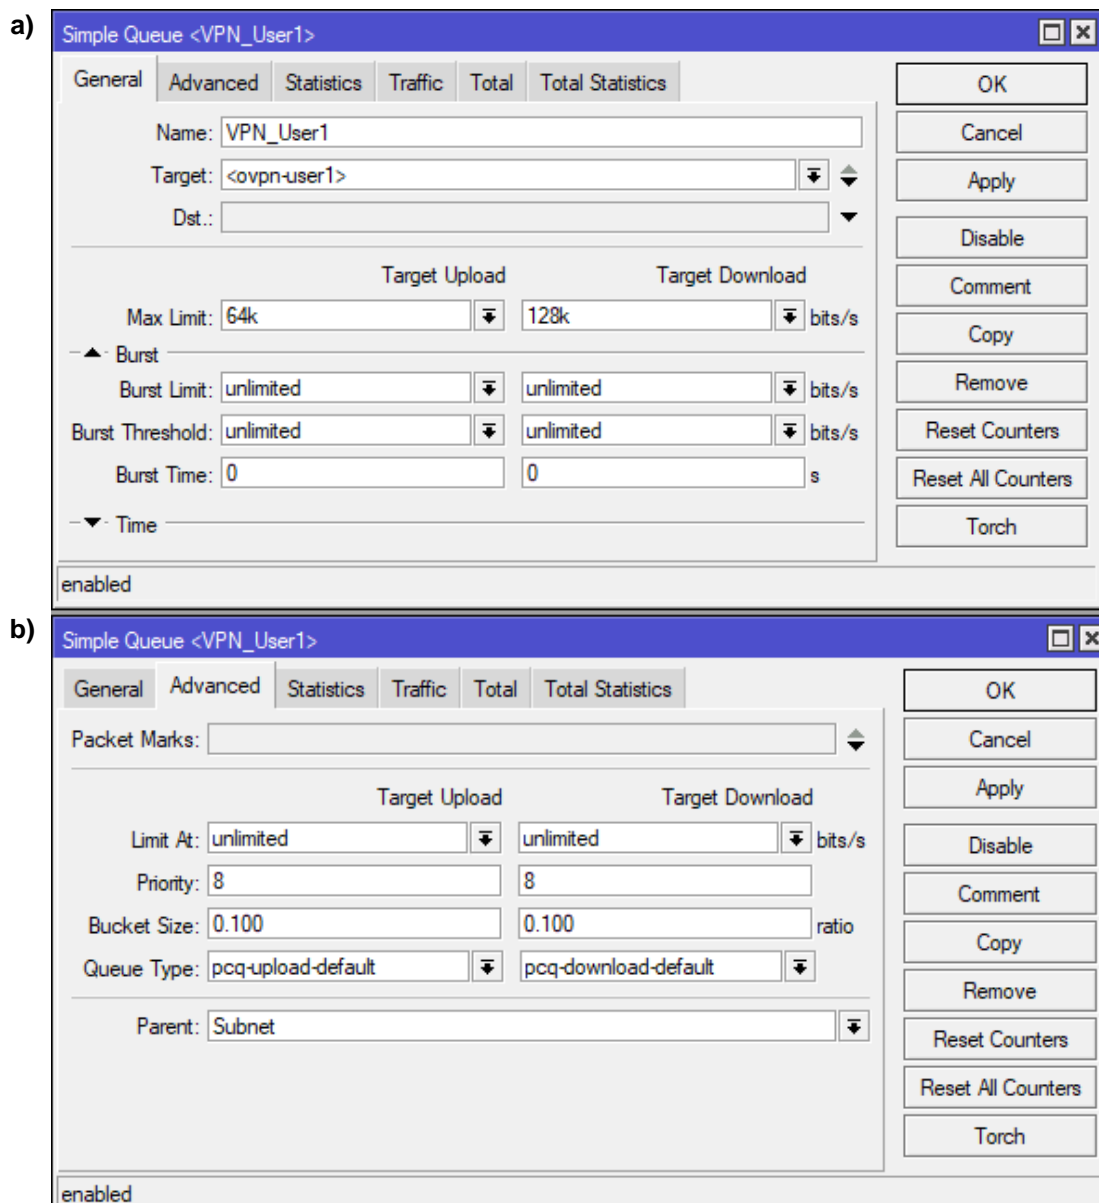 a)
Simple Queue <VPN_User1>
General Advanced Statistics Traffic Total Total Statistics
OK
Name: VPN_User1
Cancel
Target: <ovpn-user1>
Apply
Dst.:
Disable
Target Upload Target Download
Comment
Max Limit: 64k 128k bits/s
Copy
Burst
Burst Limit: unlimited unlimited bits/s
Remove
Burst Threshold: unlimited unlimited bits/s
Reset Counters
Burst Time: 0 0 s
Reset All Counters
Time
Torch
enabled
b)
Simple Queue <VPN_User1>
General Advanced Statistics Traffic Total Total Statistics
OK
Packet Marks:
Cancel
Target Upload Target Download
Apply
Limit At: unlimited unlimited bits/s
Disable
Priority: 8 8
Comment
Bucket Size: 0.100 0.100 ratio
Copy
Queue Type: pcq-upload-default pcq-download-default
Remove
Parent: Subnet
Reset Counters
Reset All Counters
Torch
enabled